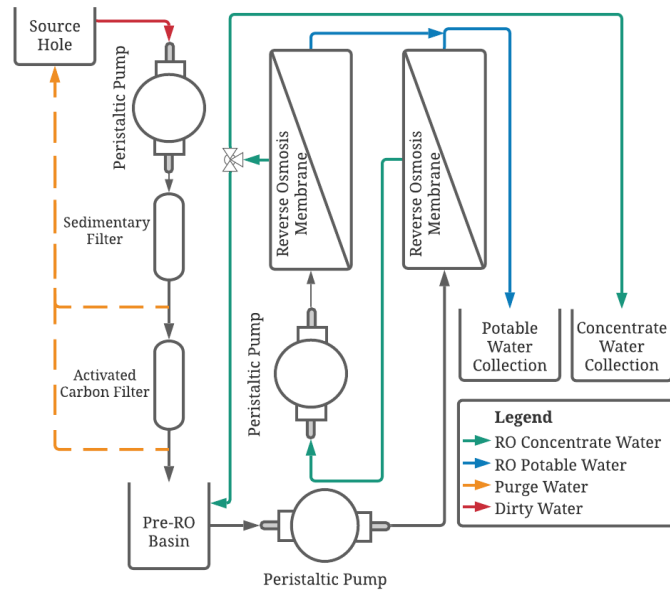 Source
Hole
Peristaltic Pump
Sedimentary
Filter
Activated
Carbon Filter
Pre-RO
Basin
Reverse Osmosis
Membrane
Reverse Osmosis
Membrane
Peristaltic Pump
Peristaltic Pump
Potable
Water
Collection
Concentrate
Water
Collection
Legend
RO Concentrate Water
RO Potable Water
Purge Water
Dirty Water